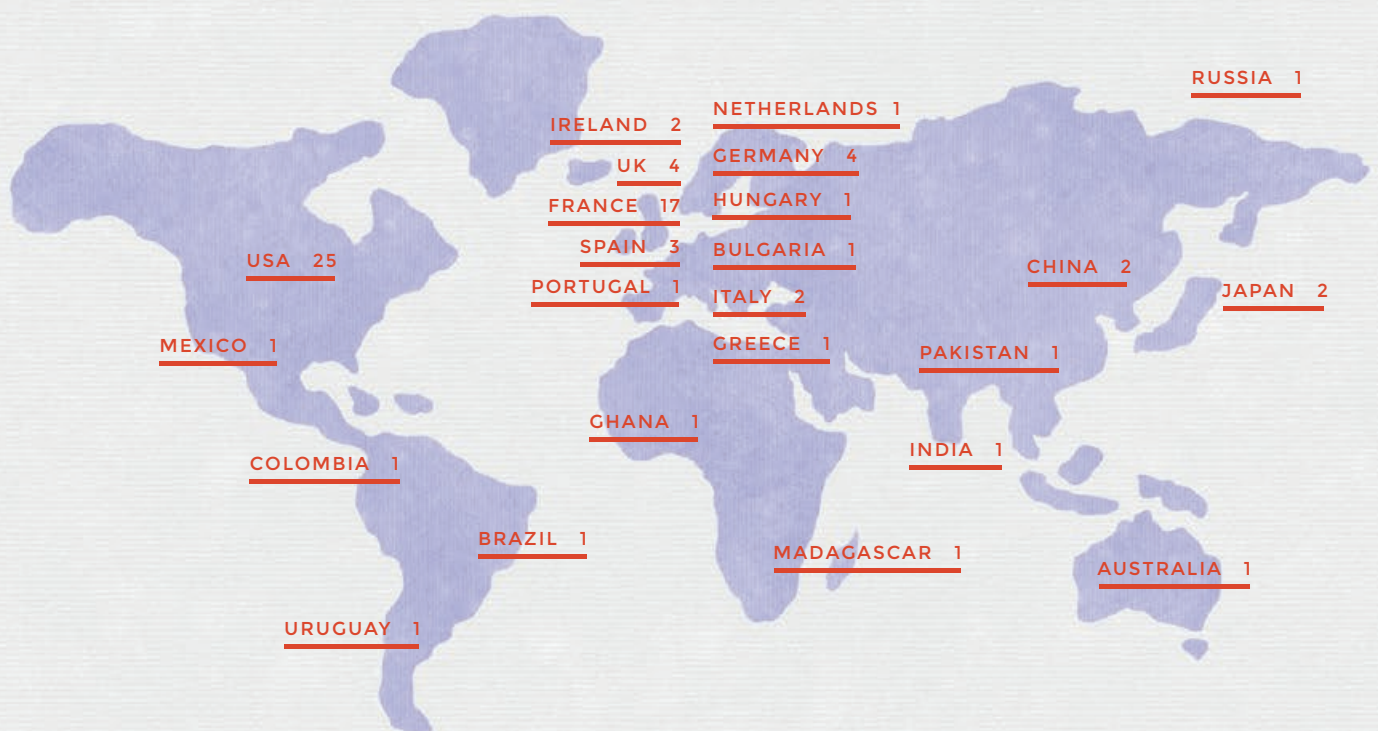 RUSSIA 1
NETHERLANDS 1
IRELAND 2
GERMANY 4
UK 4
HUNGARY 1
FRANCE 17
SPAIN 3
BULGARIA 1
USA 25
CHINA 2
PORTUGAL 1
JAPAN 2
ITALY 2
GREECE 1
MEXICO 1
PAKISTAN 1
GHANA 1
INDIA 1
COLOMBIA 1
BRAZIL 1
MADAGASCAR 1
AUSTRALIA 1
URUGUAY 1